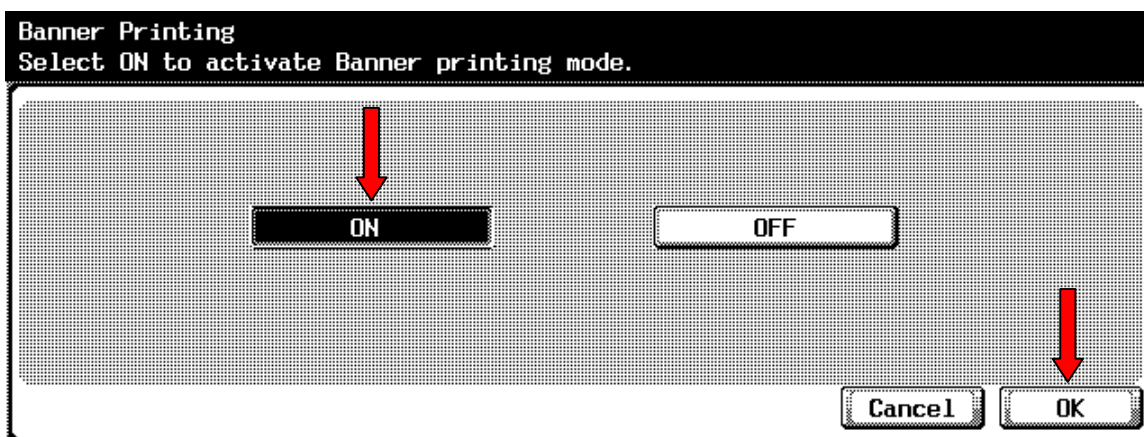 Banner Printing
Select ON to activate Banner printing mode.
ON OFF
Cancel OK